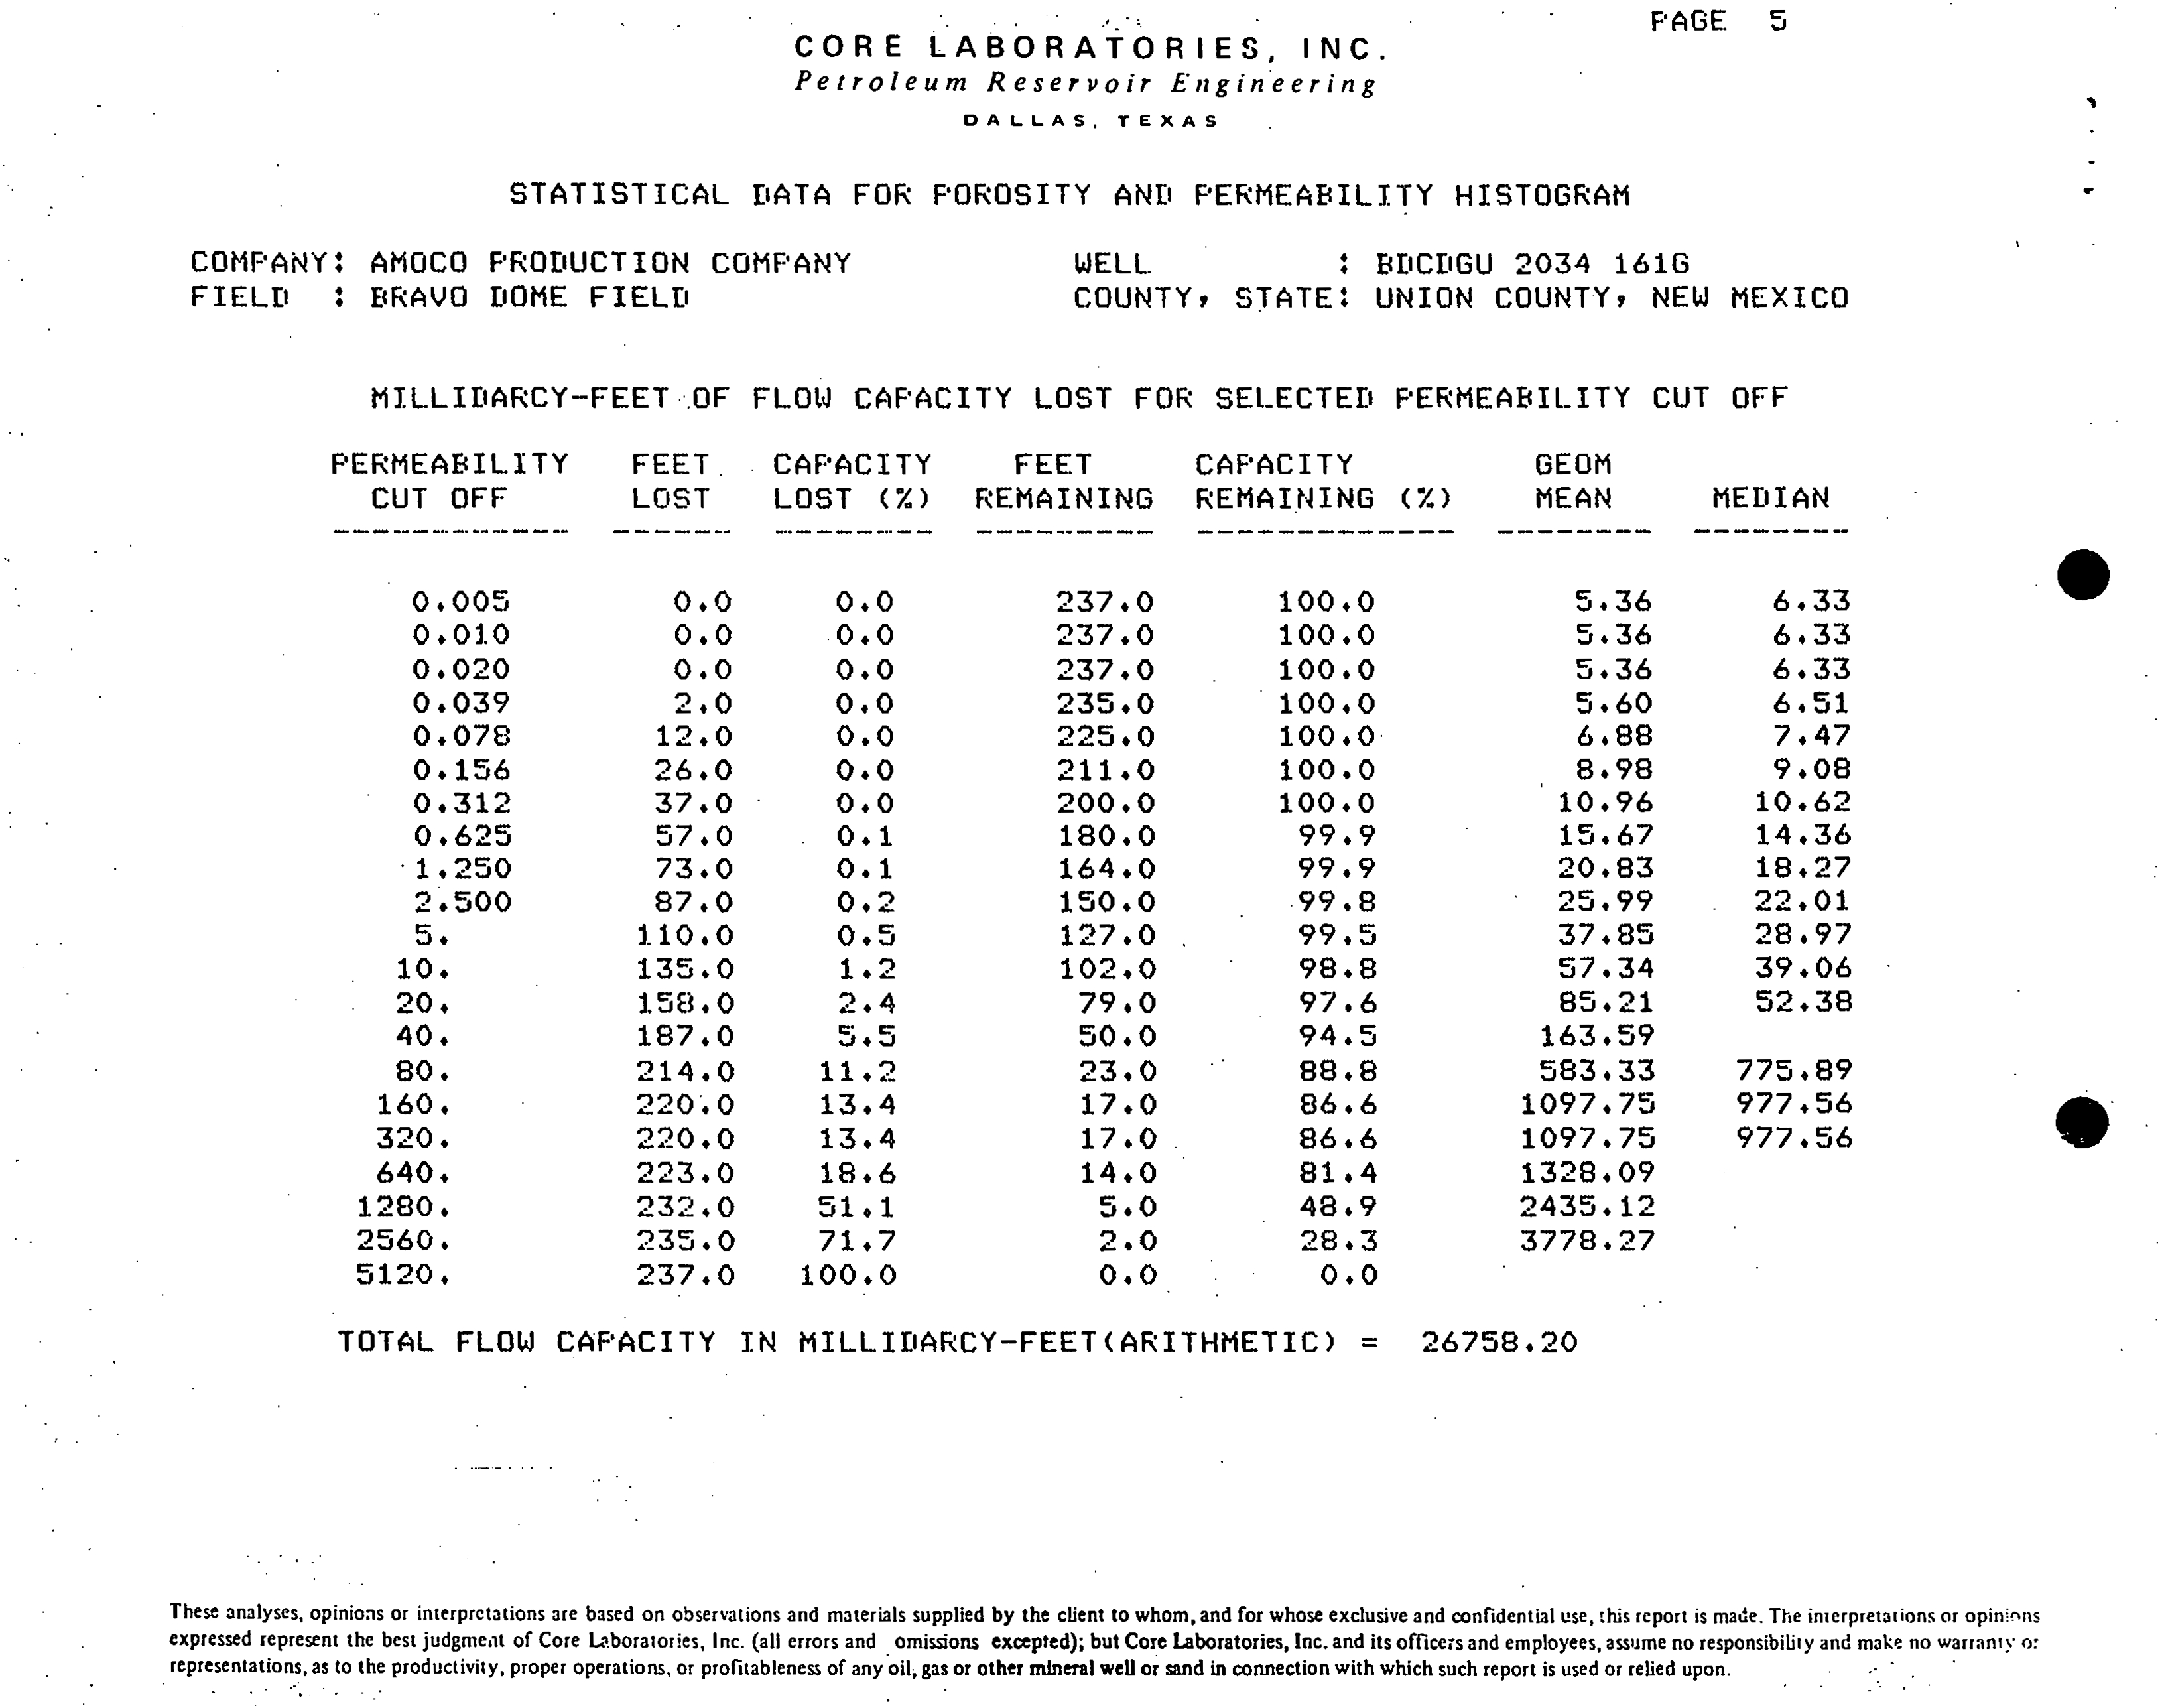 PAGE 5
CORE LABORATORIES, INC.
Petroleum Reservoir Engineering
DALLAS, TEXAS
STATISTICAL DATA FOR POROSITY AND PERMEABILITY HISTOGRAM
COMPANY: AMOCO PRODUCTION COMPANY WELL : BDCDGU 2034 161G
FIELD : BRAVO DOME FIELD COUNTY, STATE: UNION COUNTY, NEW MEXICO
MILLIDARCY-FEET OF FLOW CAPACITY LOST FOR SELECTED PERMEABILITY CUT OFF
PERMEABILITY FEET CAPACITY FEET CAPACITY GEOM
CUT OFF LOST LOST (%) REMAINING REMAINING (%) MEAN MEDIAN
0.005 0.0 0.0 237.0 100.0 5.36 6.33
0.010 0.0 0.0 237.0 100.0 5.36 6.33
0.020 0.0 0.0 237.0 100.0 5.36 6.33
0.039 2.0 0.0 235.0 100.0 5.60 6.51
0.078 12.0 0.0 225.0 100.0 6.88 7.47
0.156 26.0 0.0 211.0 100.0 8.98 9.08
0.312 37.0 0.0 200.0 100.0 10.96 10.62
0.625 57.0 0.1 180.0 99.9 15.67 14.36
1.250 73.0 0.1 164.0 99.9 20.83 18.27
2.500 87.0 0.2 150.0 99.8 25.99 22.01
5. 110.0 0.5 127.0 99.5 37.85 28.97
10. 135.0 1.2 102.0 98.8 57.34 39.06
20. 158.0 2.4 79.0 97.6 85.21 52.38
40. 187.0 5.5 50.0 94.5 163.59
80. 214.0 11.2 23.0 88.8 583.33 775.89
160. 220.0 13.4 17.0 86.6 1097.75 977.56
320. 220.0 13.4 17.0 86.6 1097.75 977.56
640. 223.0 18.6 14.0 81.4 1328.09
1280. 232.0 51.1 5.0 48.9 2435.12
2560. 235.0 71.7 2.0 28.3 3778.27
5120. 237.0 100.0 0.0 0.0
TOTAL FLOW CAPACITY IN MILLIDARCY-FEET(ARITHMETIC) = 26758.20
These analyses, opinions or interpretations are based on observations and materials supplied by the client to whom, and for whose exclusive and confidential use, this report is made. The interpretations or opinions
expressed represent the best judgment of Core Laboratories, Inc. (all errors and omissions excepted); but Core Laboratories, Inc. and its officers and employees, assume no responsibility and make no warranty or
representations, as to the productivity, proper operations, or profitableness of any oil, gas or other mineral well or sand in connection with which such report is used or relied upon.